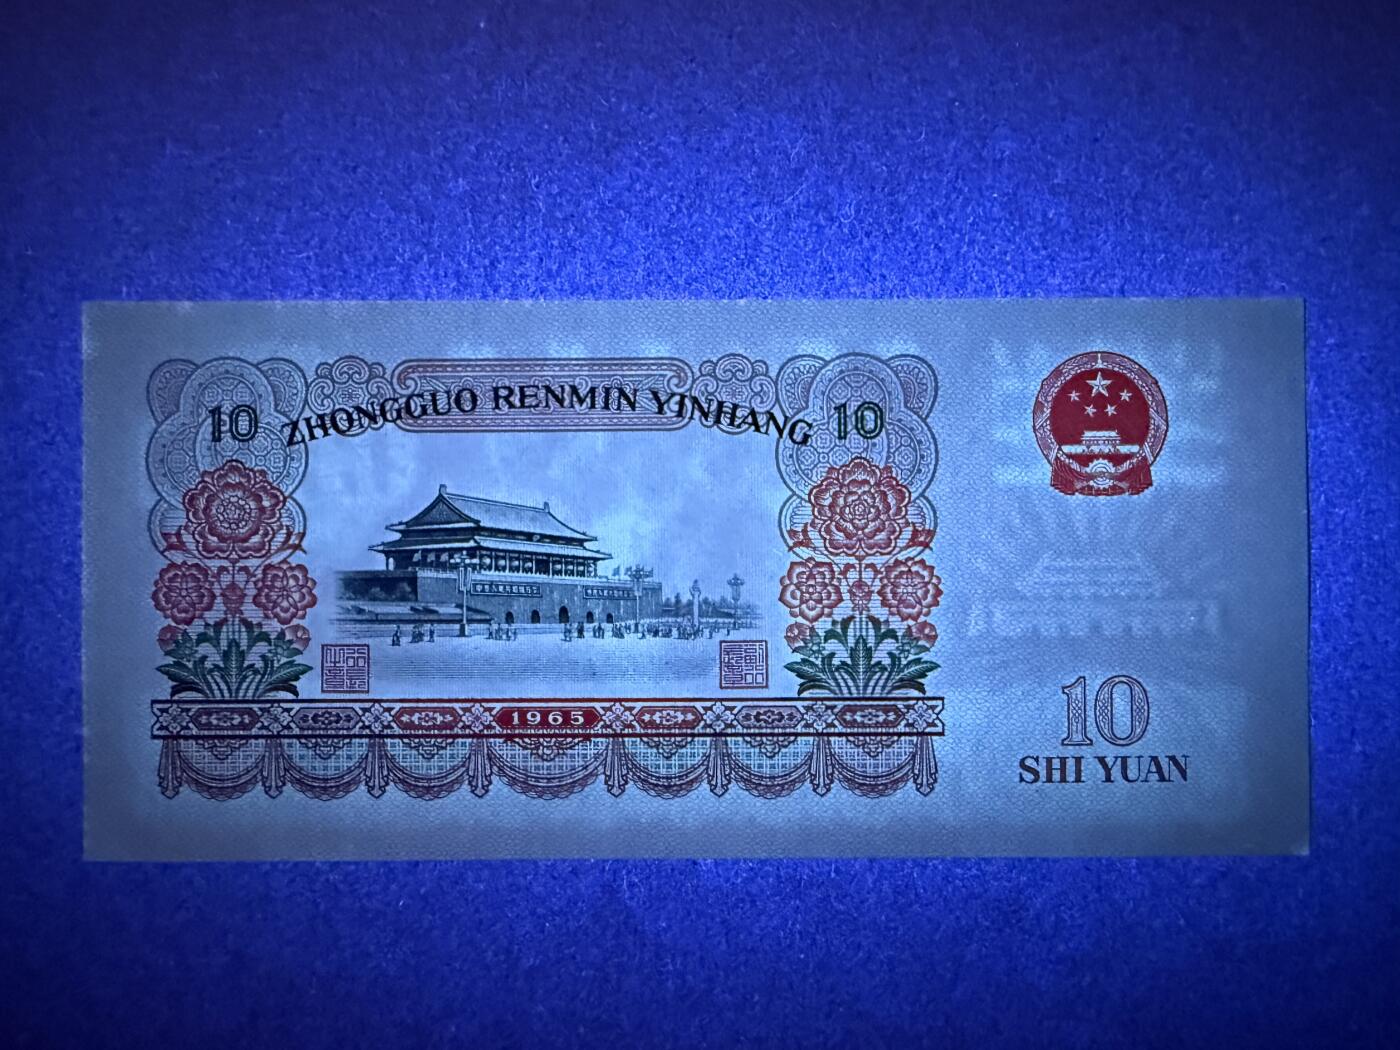 10 ZHONGGUO RENMIN YINHANG 10
1965
10
SHI YUAN